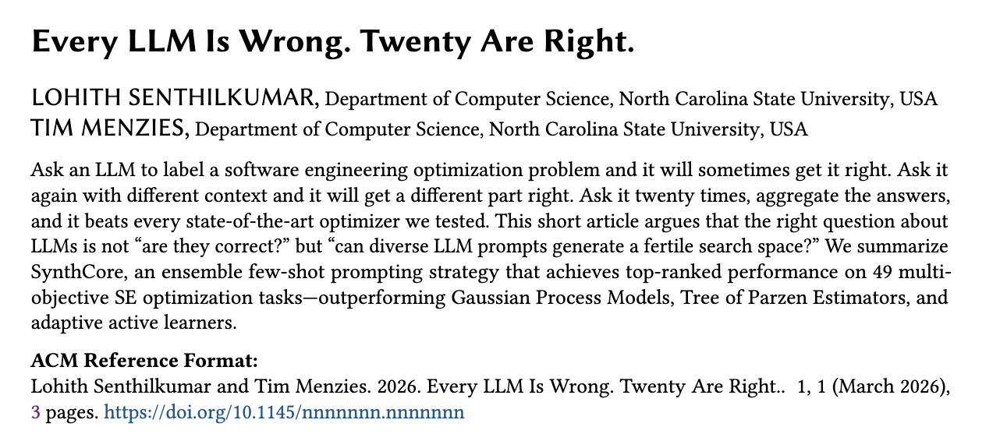 Every LLM Is Wrong. Twenty Are Right.
LOHITH SENTHILKUMAR, Department of Computer Science, North Carolina State University, USA
TIM MENZIES, Department of Computer Science, North Carolina State University, USA
Ask an LLM to label a software engineering optimization problem and it will sometimes get it right. Ask it
again with different context and it will get a different part right. Ask it twenty times, aggregate the answers,
and it beats every state-of-the-art optimizer we tested. This short article argues that the right question about
LLMs is not “are they correct?” but “can diverse LLM prompts generate a fertile search space?” We summarize
SynthCore, an ensemble few-shot prompting strategy that achieves top-ranked performance on 49 multi-
objective SE optimization tasks—outperforming Gaussian Process Models, Tree of Parzen Estimators, and
adaptive active learners.
ACM Reference Format:
Lohith Senthilkumar and Tim Menzies. 2026. Every LLM Is Wrong. Twenty Are Right.. 1, 1 (March 2026),
3 pages. https://doi.org/10.1145/nnnnnnn.nnnnnnn